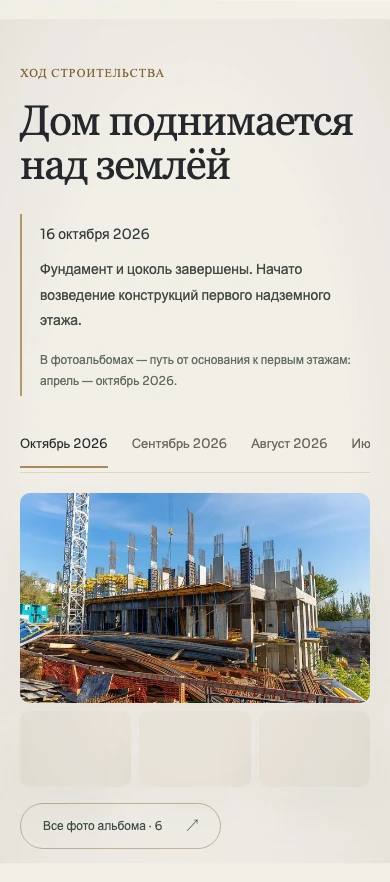 ХОД СТРОИТЕЛЬСТВА
Дом поднимается
над землёй
16 октября 2026
Фундамент и цоколь завершены. Начато
возведение конструкций первого надземного
этажа.
В фотоальбомах — путь от основания к первым этажам:
апрель — октябрь 2026.
Октябрь 2026 Сентябрь 2026 Август 2026 Ию
Все фото альбома · 6 ↗